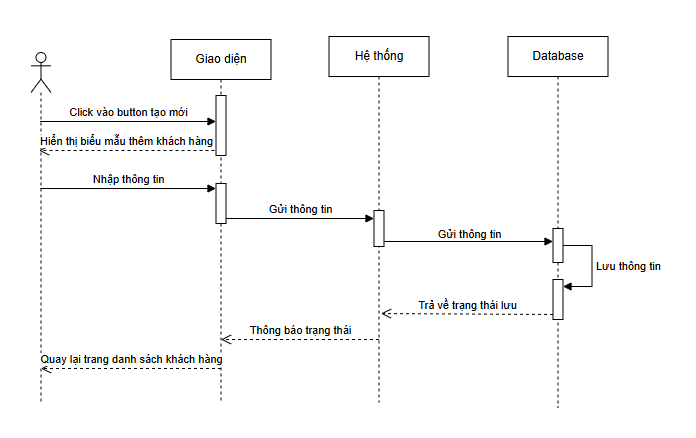 Giao diện
Hệ thống
Database
Click vào button tạo mới
Hiển thị biểu mẫu thêm khách hàng
Nhập thông tin
Gửi thông tin
Gửi thông tin
Lưu thông tin
Trả về trạng thái lưu
Thông báo trạng thái
Quay lại trang danh sách khách hàng